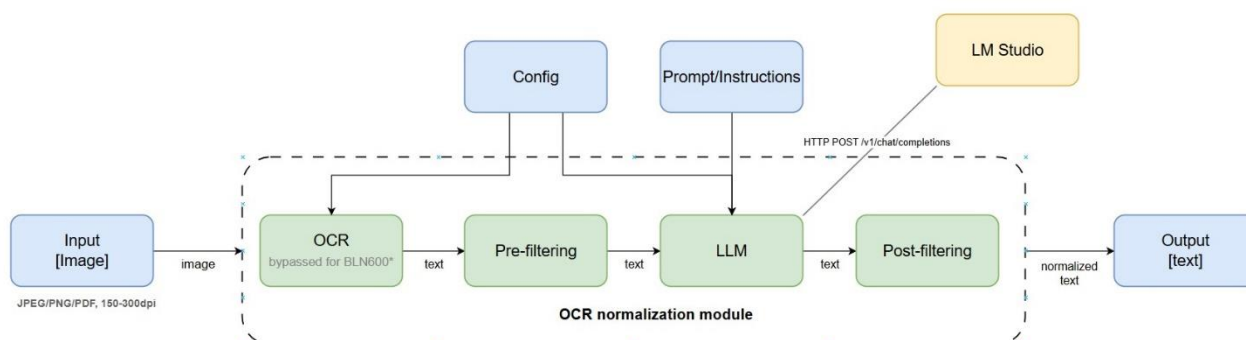 LM Studio
Config
Prompt/Instructions
HTTP POST /v1/chat/completions
Input
[Image]
image
JPEG/PNG/PDF, 150-300dpi
OCR
bypassed for BLN600*
text
Pre-filtering
text
LLM
text
Post-filtering
normalized
text
Output
[text]
OCR normalization module